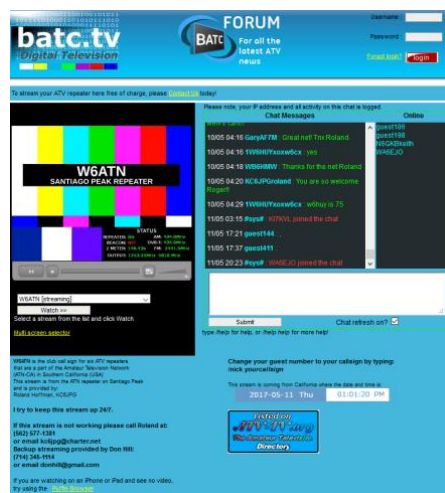 batc.tv
Digital Television
BATC
FORUM
For all the
latest ATV
news
Username:
Password:
Forgot login?
login
To stream your ATV repeater here free of charge, please Contact Us today!
Please note, your IP address and all activity on this chat is logged.
Chat Messages
Online
10/05 04:16 GaryAF7M : Great net! Tnx Roland.
10/05 04:16 1W6HUYxoxw6cx : yes
10/05 04:18 WB6HMW : Thanks for the net Roland
10/05 04:20 KC6JPGroland : You are so welcome
Roger!!
10/05 04:29 1W6HUYxoxw6cx : w6huy is 75
11/05 03:15 #sys# : joined the chat
11/05 17:21 guest144 : .
11/05 17:37 guest411 :
11/05 20:23 #sys# : WA6EJO joined the chat
guest185
guest198
N6GKBkeith
WA6EJO
W6ATN
SANTIAGO PEAK REPEATER
STATUS
W6ATN [streaming]
Watch >>
Select a stream from the list and click Watch
Multi screen selector
Submit
Chat refresh on?
type /help for help, or /help help for more help!
W6ATN is the club call sign for six ATV repeaters
that are a part of the Amateur Television Network
(ATN-CA) in Southern California (USA)
This stream is from the ATN repeater on Santiago Peak
and is provided by:
Roland Hoffman, KC6JPG
I try to keep this stream up 24/7.
If this stream is not working please call Roland at:
(562) 577-1381
or email kc6jpg@charter.net
Backup streaming provided by Don Hill:
(714) 345-1114
or email donhill@gmail.com
If you are watching on an iPhone or iPad and see no video,
try using the
Change your guest number to your callsign by typing:
/nick yourcallsign
This stream is coming from California where the date and time is:
2017-05-11 Thu 01:01:20 PM
Listed on
The Amateur Television
Directory